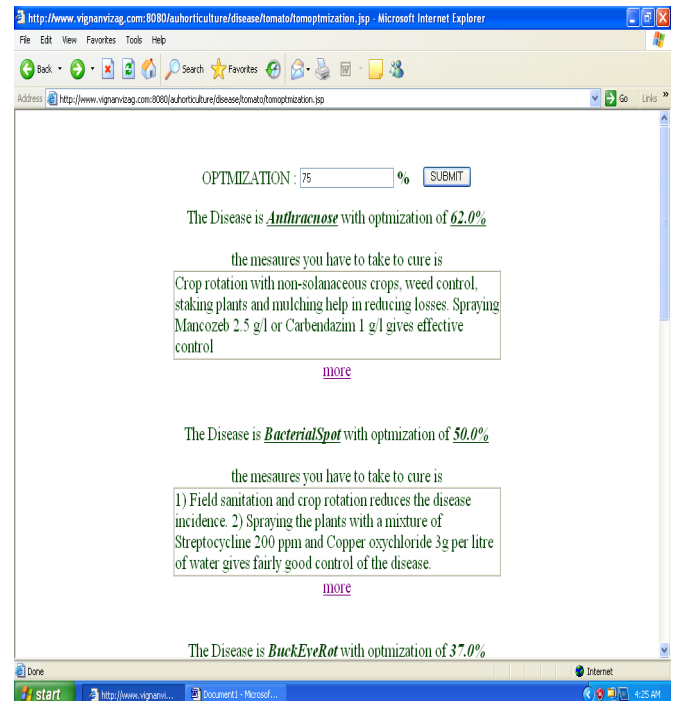 http://www.vignanvizag.com:8080/auhorticulture/disease/tomato/tomoptmization.jsp - Microsoft Internet Explorer
File Edit View Favorites Tools Help
Back Search Favorites
Address http://www.vignanvizag.com:8080/auhorticulture/disease/tomato/tomoptmization.jsp Go Links »
OPTMIZATION : 75 % SUBMIT
The Disease is Anthracnose with optmization of 62.0%
the mesaures you have to take to cure is
Crop rotation with non-solanaceous crops, weed control,
staking plants and mulching help in reducing losses. Spraying
Mancozeb 2.5 g/l or Carbendazim 1 g/l gives effective
control
more
The Disease is BacterialSpot with optmization of 50.0%
the mesaures you have to take to cure is
1) Field sanitation and crop rotation reduces the disease
incidence. 2) Spraying the plants with a mixture of
Streptocycline 200 ppm and Copper oxychloride 3g per litre
of water gives fairly good control of the disease.
more
The Disease is BuckEyeRot with optmization of 37.0%
Done Internet
start http://www.vignanvi... Document1 - Microsof... 4:25 AM